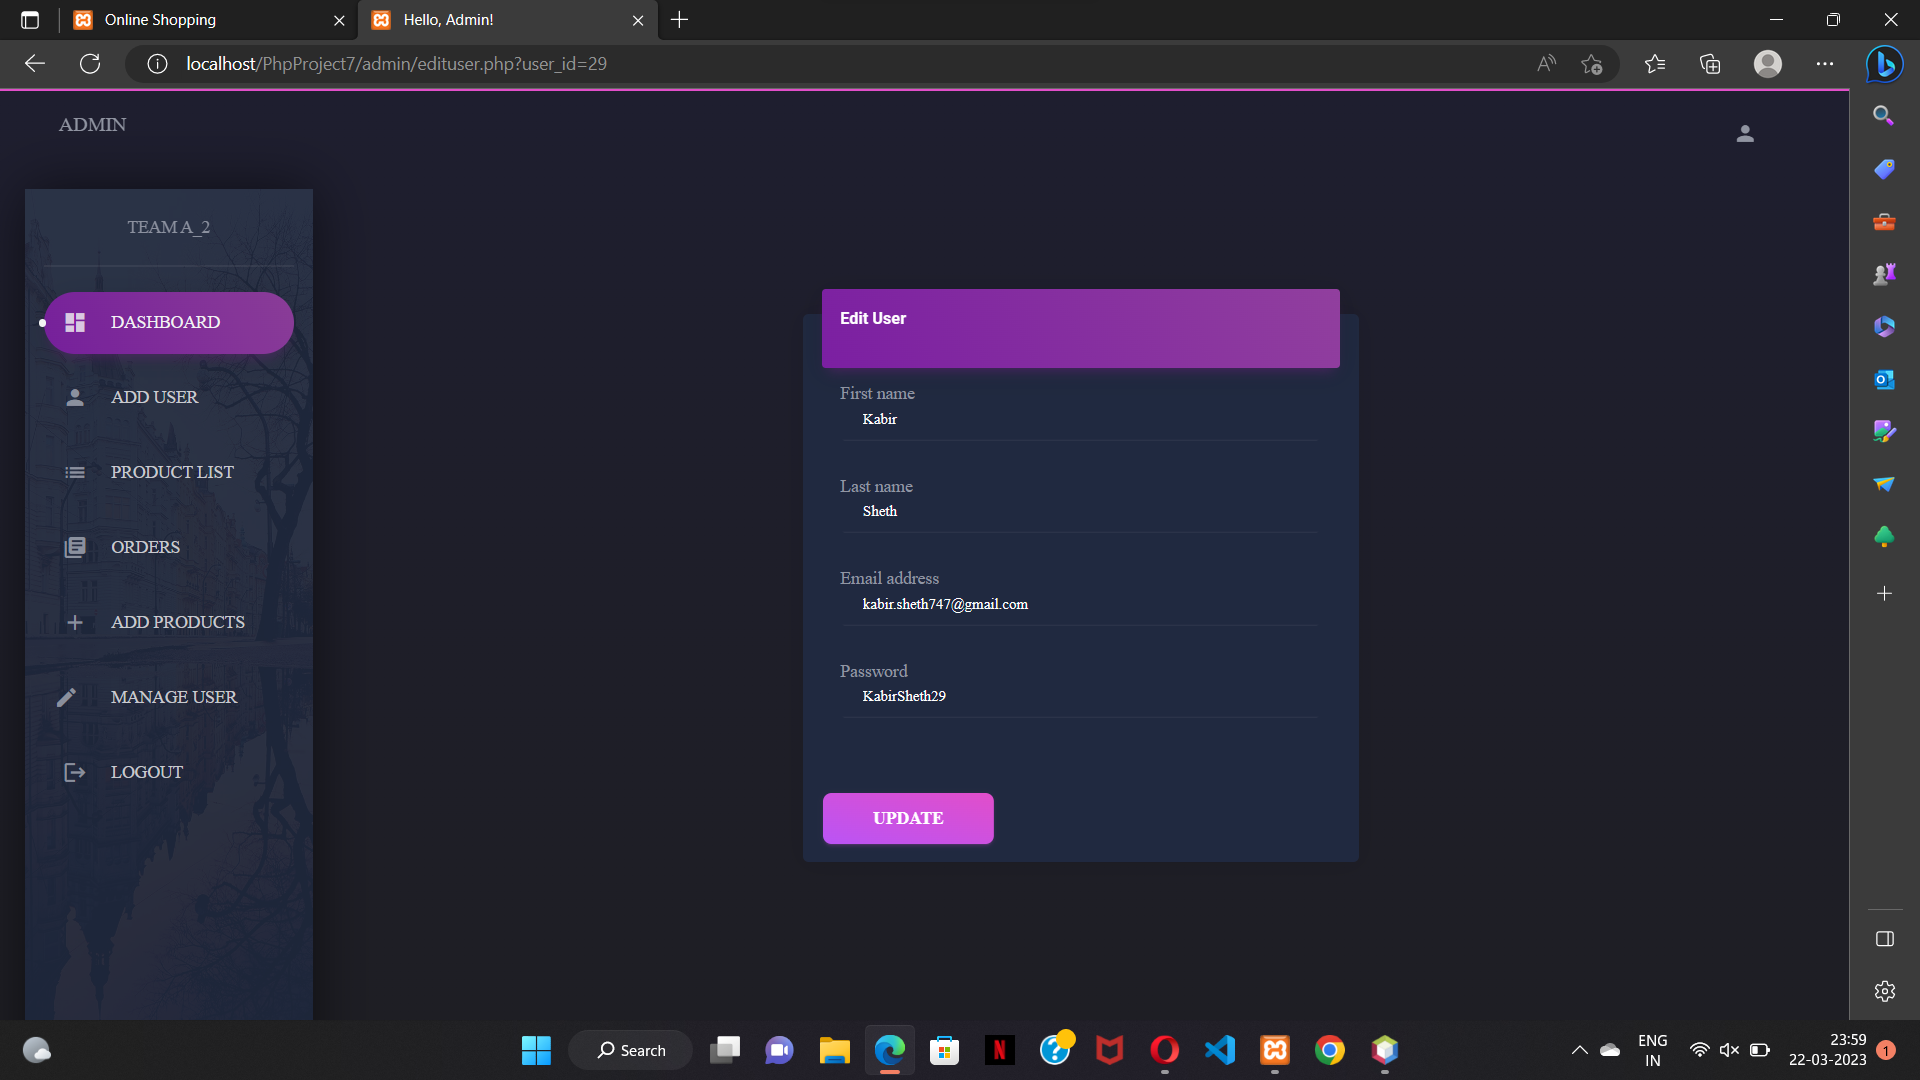 Online Shopping
Hello, Admin!
localhost/PhpProject7/admin/edituser.php?user_id=29
ADMIN
TEAM A_2
DASHBOARD
ADD USER
PRODUCT LIST
ORDERS
ADD PRODUCTS
MANAGE USER
LOGOUT
Edit User
First name
Kabir
Last name
Sheth
Email address
kabir.sheth747@gmail.com
Password
KabirSheth29
UPDATE
Search
ENG
IN
23:59
22-03-2023
1